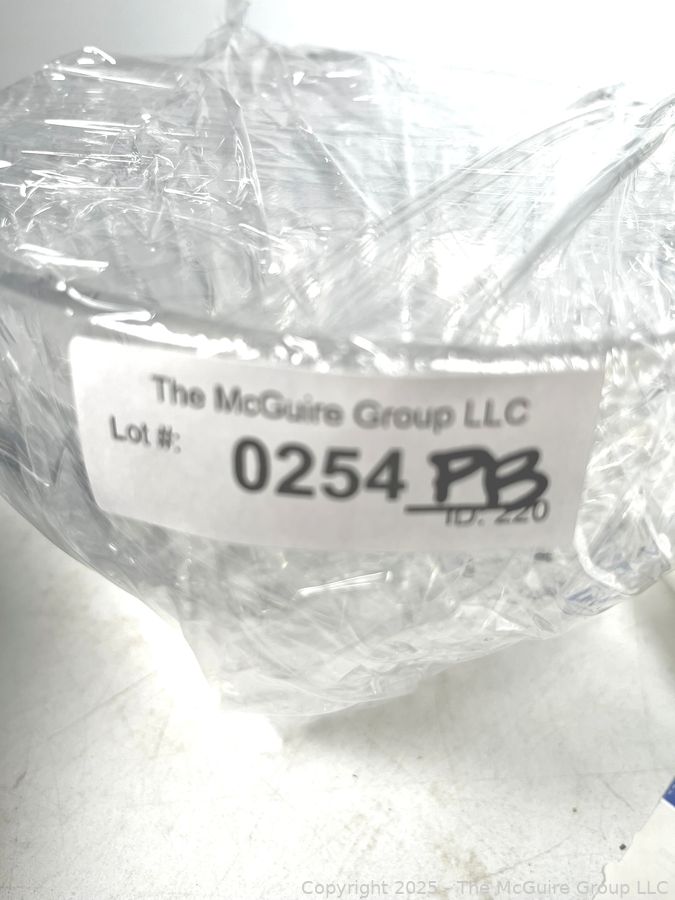 The McGuire Group LLC
Lot #:
0254 PB
ID: 220
Copyright 2025 - The McGuire Group LLC